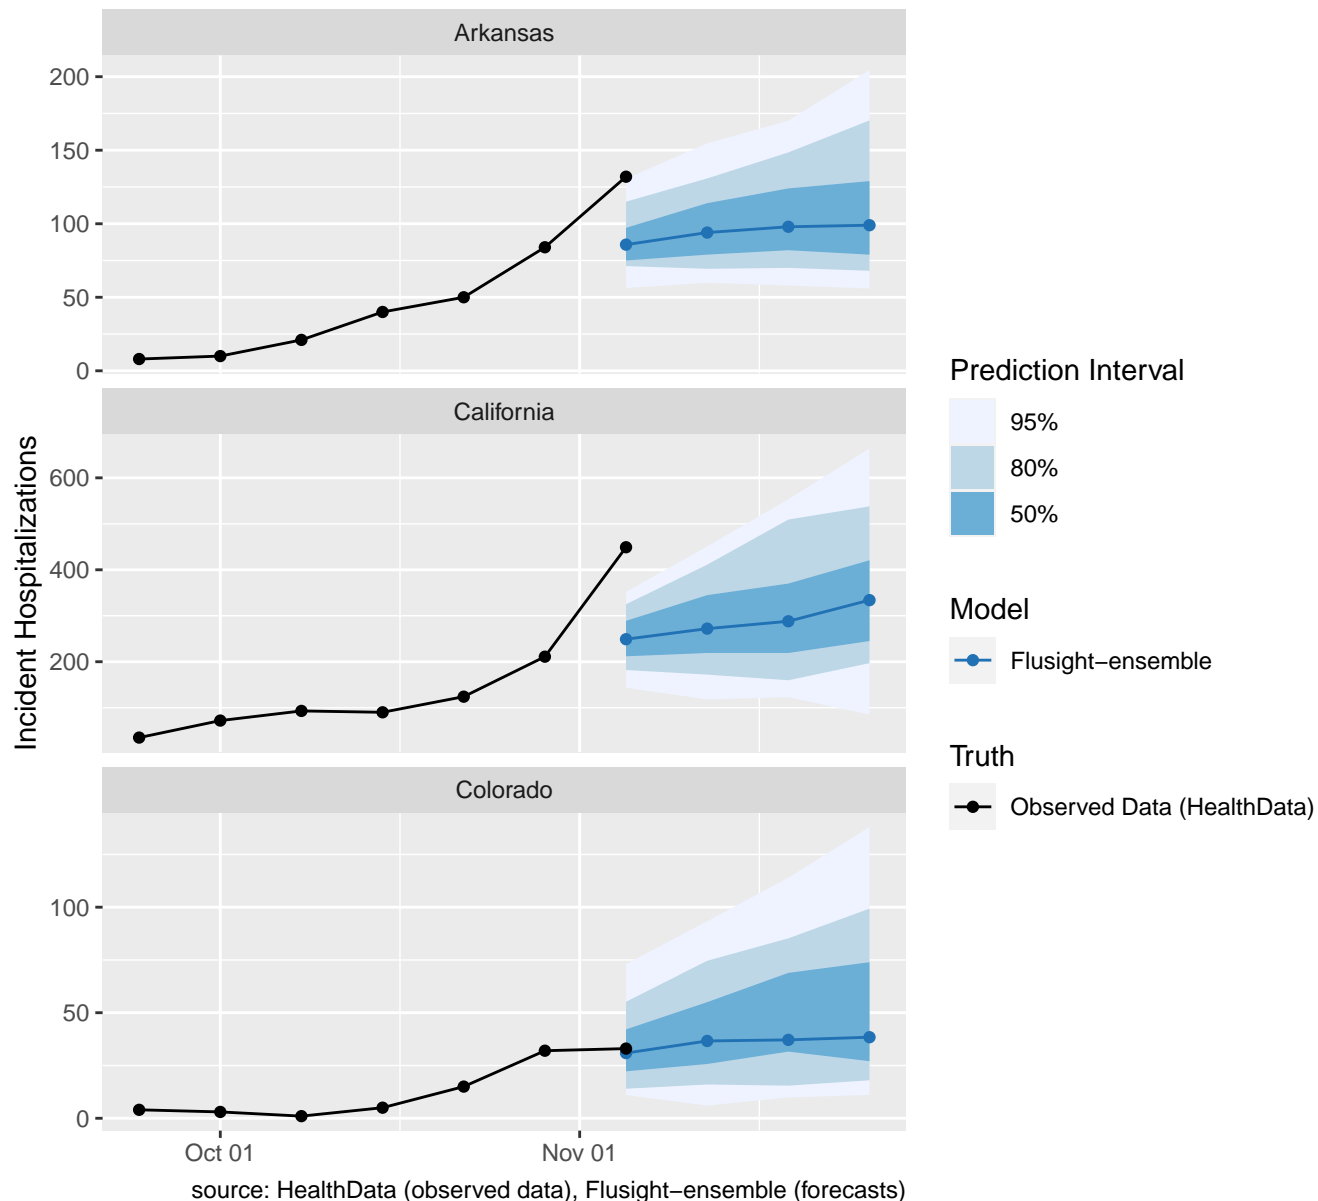 Arkansas
200
150
100
50
0
California
600
400
200
Colorado
100
50
0
Oct 01
Nov 01
Incident Hospitalizations
source: HealthData (observed data), Flusight−ensemble (forecasts)
Prediction Interval
95%
80%
50%
Model
Flusight−ensemble
Truth
Observed Data (HealthData)